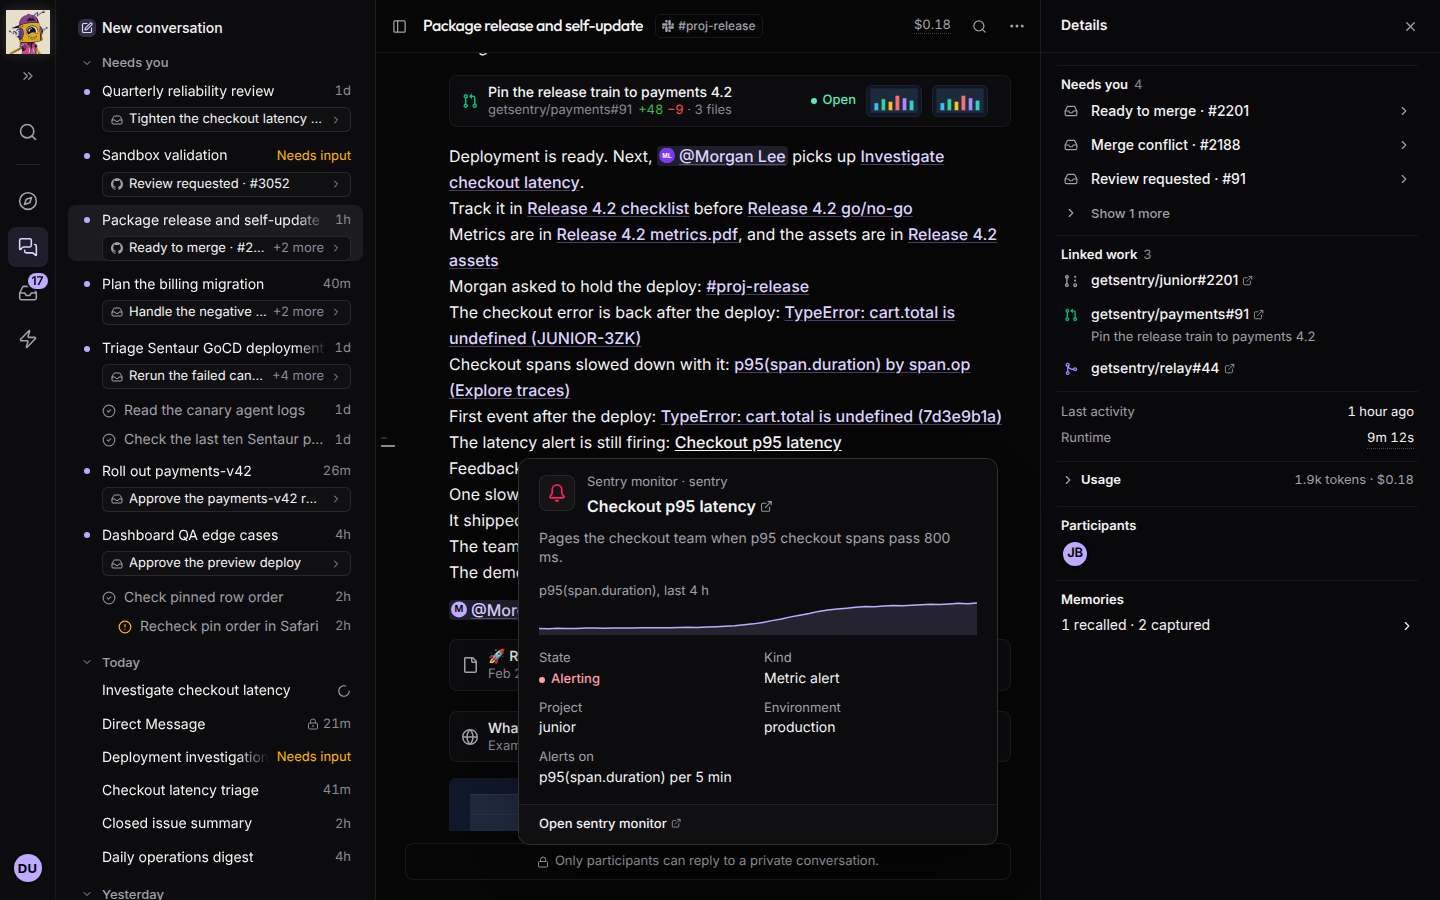 New conversation
Needs you
Quarterly reliability review 1d
Tighten the checkout latency ...
Sandbox validation Needs input
Review requested · #3052
Package release and self-update 1h
Ready to merge · #2... +2 more
Plan the billing migration 40m
Handle the negative ... +2 more
Triage Sentaur GoCD deployment 1d
Rerun the failed can... +4 more
Read the canary agent logs 1d
Check the last ten Sentaur p... 1d
Roll out payments-v42 26m
Approve the payments-v42 r...
Dashboard QA edge cases 4h
Approve the preview deploy
Check pinned row order 2h
Recheck pin order in Safari 2h
Today
Investigate checkout latency
Direct Message 21m
Deployment investigation Needs input
Checkout latency triage 41m
Closed issue summary 2h
Daily operations digest 4h
Yesterday
17
DU
Package release and self-update #proj-release $0.18
Pin the release train to payments 4.2
getsentry/payments#91 +48 −9 · 3 files
Open
Deployment is ready. Next, ML @Morgan Lee picks up Investigate
checkout latency.
Track it in Release 4.2 checklist before Release 4.2 go/no-go
Metrics are in Release 4.2 metrics.pdf, and the assets are in Release 4.2
assets
Morgan asked to hold the deploy: #proj-release
The checkout error is back after the deploy: TypeError: cart.total is
undefined (JUNIOR-3ZK)
Checkout spans slowed down with it: p95(span.duration) by span.op
(Explore traces)
First event after the deploy: TypeError: cart.total is undefined (7d3e9b1a)
The latency alert is still firing: Checkout p95 latency
Feedback
One slow
It shipped
The team
The demo
M @Mor
R
Feb 2
Wha
Exam
Sentry monitor · sentry
Checkout p95 latency
Pages the checkout team when p95 checkout spans pass 800
ms.
p95(span.duration), last 4 h
State Kind
Alerting Metric alert
Project Environment
junior production
Alerts on
p95(span.duration) per 5 min
Open sentry monitor
Only participants can reply to a private conversation.
Details
Needs you 4
Ready to merge · #2201
Merge conflict · #2188
Review requested · #91
Show 1 more
Linked work 3
getsentry/junior#2201
getsentry/payments#91
Pin the release train to payments 4.2
getsentry/relay#44
Last activity 1 hour ago
Runtime 9m 12s
Usage 1.9k tokens · $0.18
Participants
JB
Memories
1 recalled · 2 captured